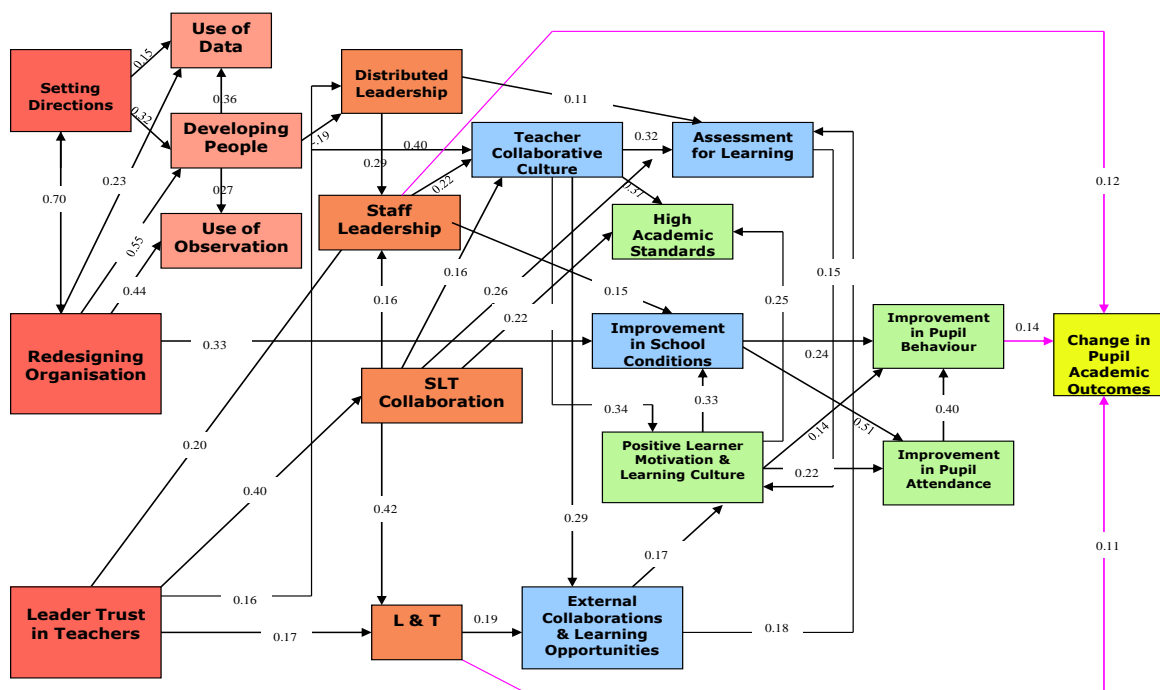 Use of
Data
0.15
Setting
Directions
0.36
0.32
Developing
People
.19
Distributed
Leadership
0.11
0.40
Teacher
Collaborative
Culture
0.32
Assessment
for Learning
0.29
0.22
0.37
0.12
0.23
0.70
027
Use of
Observation
Staff
Leadership
High
Academic
Standards
0.55
0.44
0.16
0.16
0.26
0.22
0.15
0.25
0.15
Redesigning
Organisation
0.33
Improvement
in School
Conditions
0.24
Improvement
in Pupil
Behaviour
0.14
Change in
Pupil
Academic
Outcomes
SLT
Collaboration
0.34
0.33
0.14
0.51
0.40
0.20
Positive Learner
Motivation &
Learning Culture
0.22
Improvement
in Pupil
Attendance
0.40
0.42
0.29
0.17
0.11
Leader Trust
in Teachers
0.16
0.17
L & T
0.19
External
Collaborations
& Learning
Opportunities
0.18